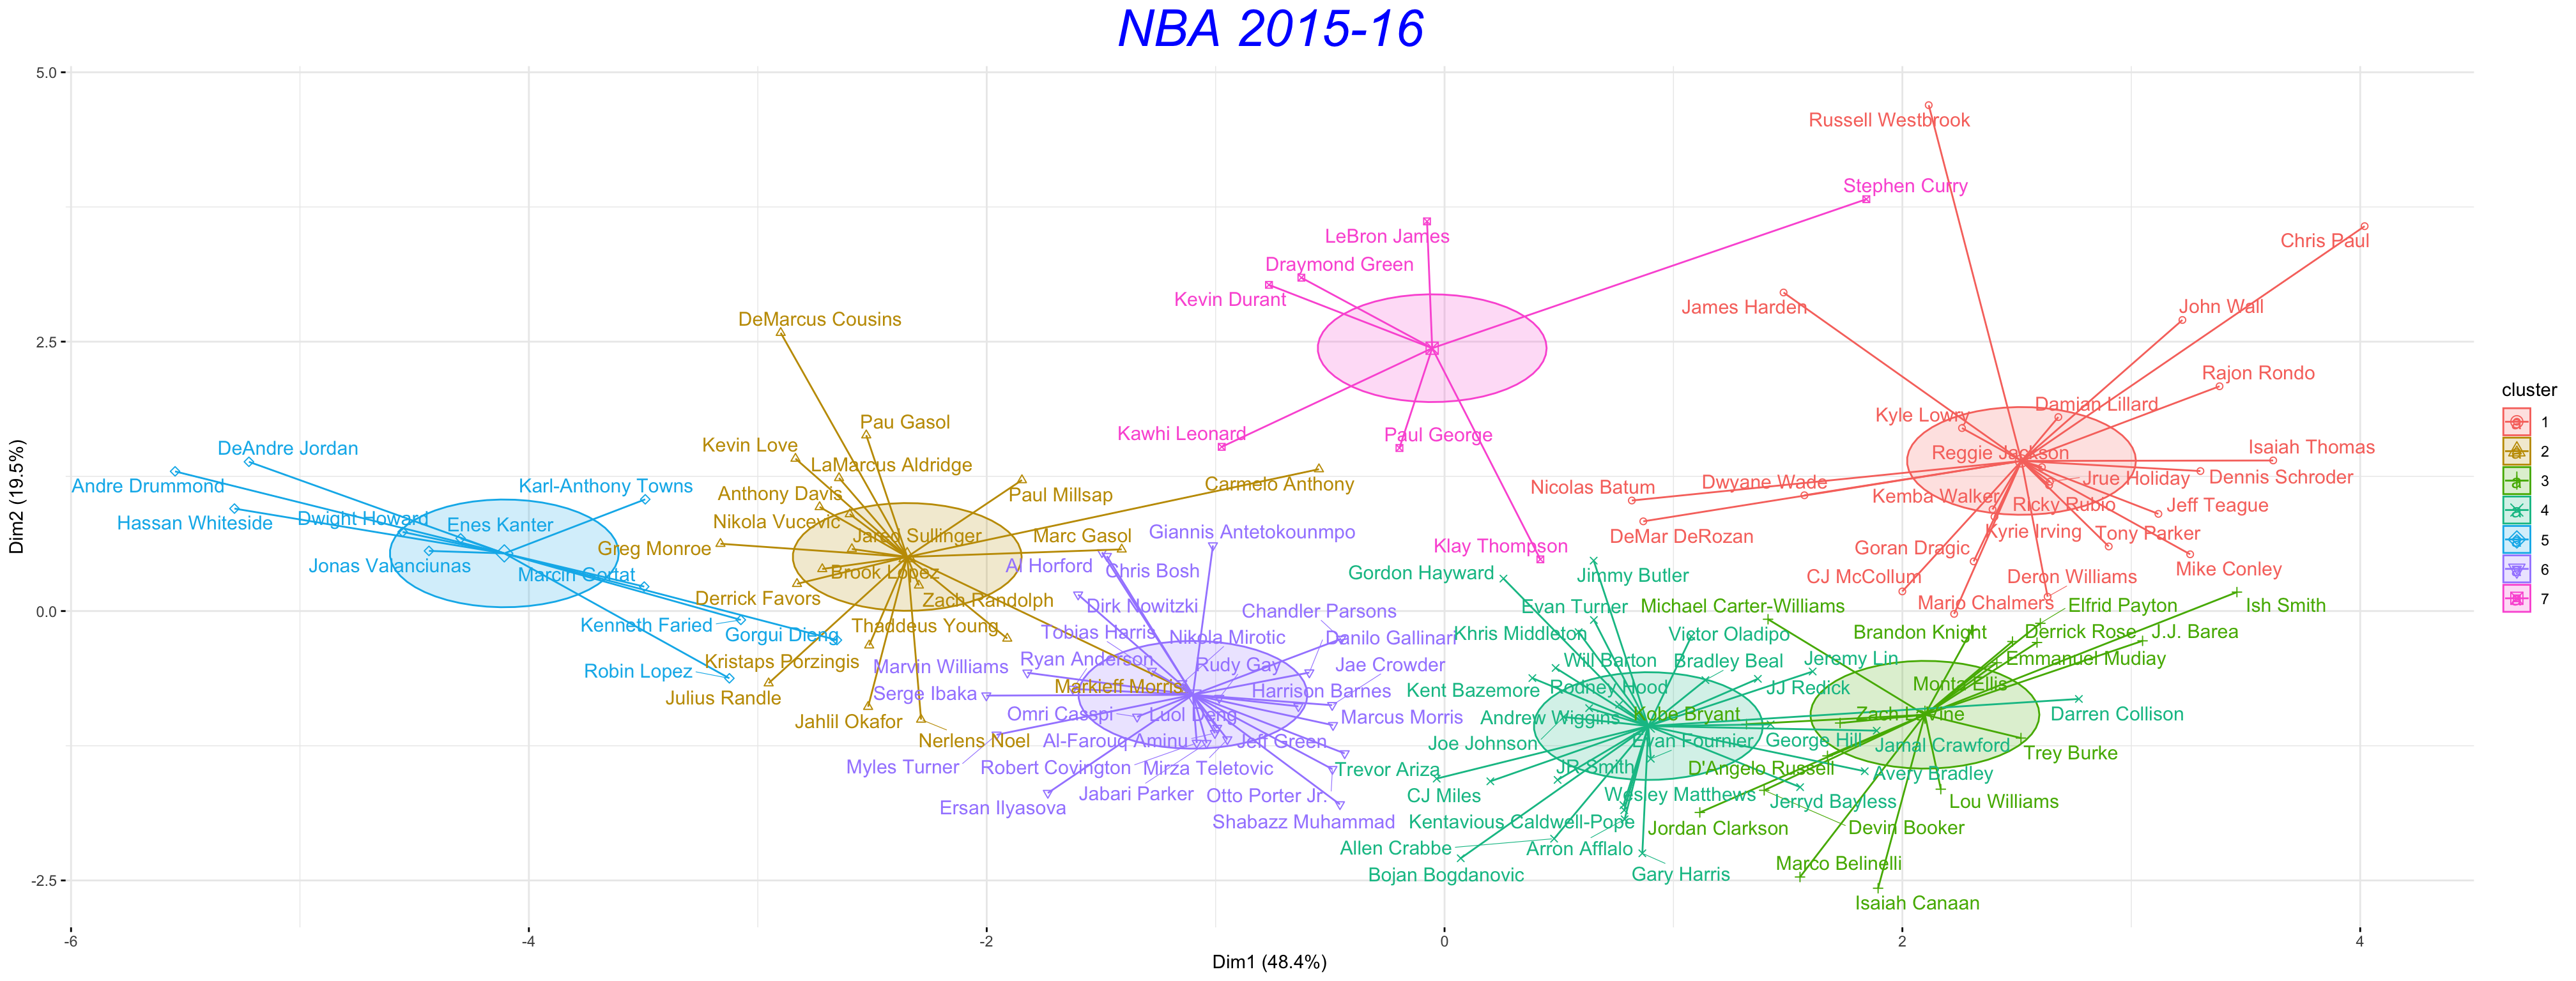 NBA 2015-16
5.0
2.5
0.0
-2.5
Dim2 (19.5%)
Russell Westbrook
Stephen Curry
LeBron James
Chris Paul
Draymond Green
Kevin Durant
James Harden
John Wall
DeMarcus Cousins
Rajon Rondo
Damian Lillard
Kyle Lowry
Pau Gasol
Kawhi Leonard
Paul George
Kevin Love
DeAndre Jordan
Isaiah Thomas
Reggie Jackson
LaMarcus Aldridge
Dennis Schroder
Jrue Holiday
Dwyane Wade
Carmelo Anthony
Andre Drummond
Karl-Anthony Towns
Nicolas Batum
Anthony Davis
Paul Millsap
Kemba Walker
Ricky Rubio
Jeff Teague
Hassan Whiteside
Dwight Howard
Enes Kanter
Nikola Vucevic
Giannis Antetokounmpo
Kyrie Irving
Tony Parker
Jared Sullinger
Marc Gasol
DeMar DeRozan
Klay Thompson
Greg Monroe
Goran Dragic
Jonas Valanciunas
Al Horford
Chris Bosh
Mike Conley
Marcin Gortat
Brook Lopez
Gordon Hayward
Jimmy Butler
CJ McCollum
Deron Williams
Derrick Favors
Zach Randolph
Dirk Nowitzki
Mario Chalmers
Evan Turner
Michael Carter-Williams
Elfrid Payton
Ish Smith
Chandler Parsons
Kenneth Faried
Thaddeus Young
Gorgui Dieng
Tobias Harris
Nikola Mirotic
Danilo Gallinari
Khris Middleton
Victor Oladipo
Brandon Knight
Derrick Rose
J.J. Barea
Kristaps Porzingis
Ryan Anderson
Marvin Williams
Rudy Gay
Jae Crowder
Will Barton
Bradley Beal
Jeremy Lin
Emmanuel Mudiay
Robin Lopez
Julius Randle
Markieff Morris
Serge Ibaka
Harrison Barnes
Kent Bazemore
Rodney Hood
JJ Redick
Monta Ellis
Jahlil Okafor
Omri Casspi
Luol Deng
Marcus Morris
Andrew Wiggins
Kobe Bryant
Zach LaVine
Darren Collison
Nerlens Noel
Al-Farouq Aminu
Jeff Green
Joe Johnson
Evan Fournier
George Hill
Jamal Crawford
Trey Burke
Myles Turner
Robert Covington
Mirza Teletovic
Trevor Ariza
JR Smith
D'Angelo Russell
Avery Bradley
Ersan Ilyasova
Jabari Parker
Otto Porter Jr.
CJ Miles
Wesley Matthews
Jerryd Bayless
Lou Williams
Shabazz Muhammad
Kentavious Caldwell-Pope
Jordan Clarkson
Devin Booker
Allen Crabbe
Arron Afflalo
Marco Belinelli
Bojan Bogdanovic
Gary Harris
Isaiah Canaan
-6
-4
-2
0
2
4
Dim1 (48.4%)
cluster
1
2
3
4
5
6
7